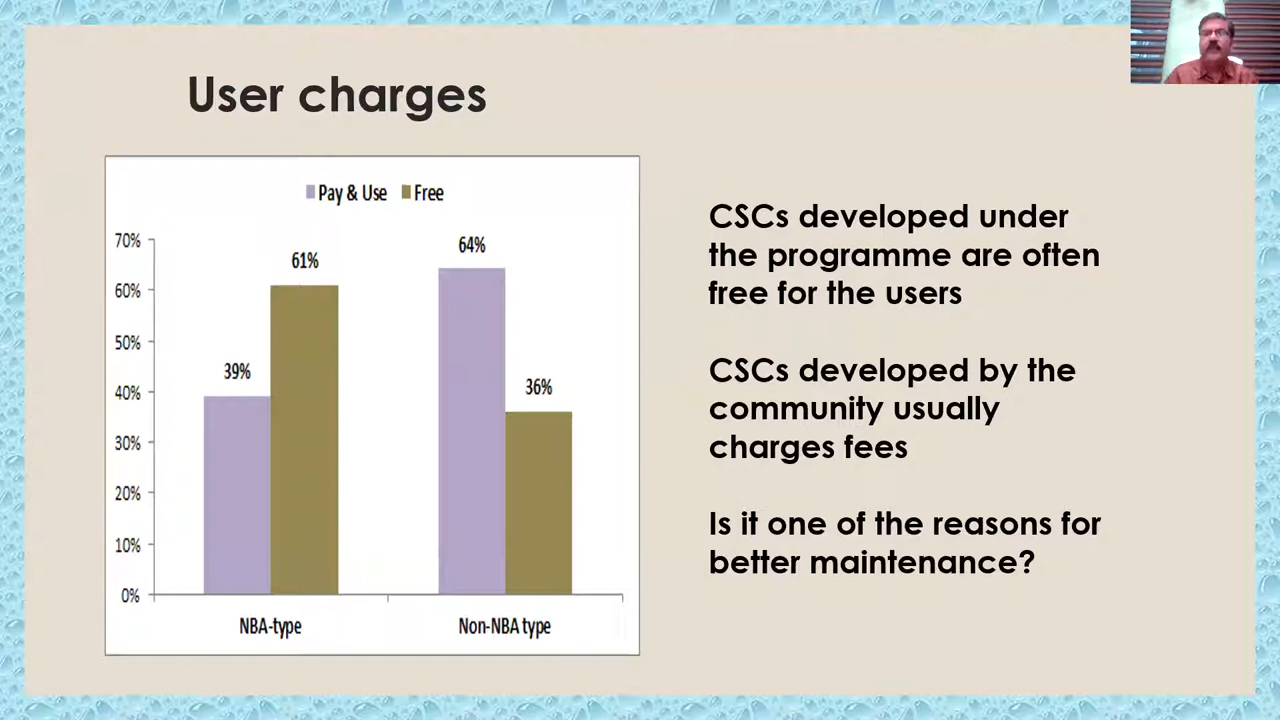 User charges
Pay & Use Free
70%
60%
50%
40%
30%
20%
10%
0%
39%
61%
64%
36%
NBA-type Non-NBA type
CSCs developed under
the programme are often
free for the users
CSCs developed by the
community usually
charges fees
Is it one of the reasons for
better maintenance?